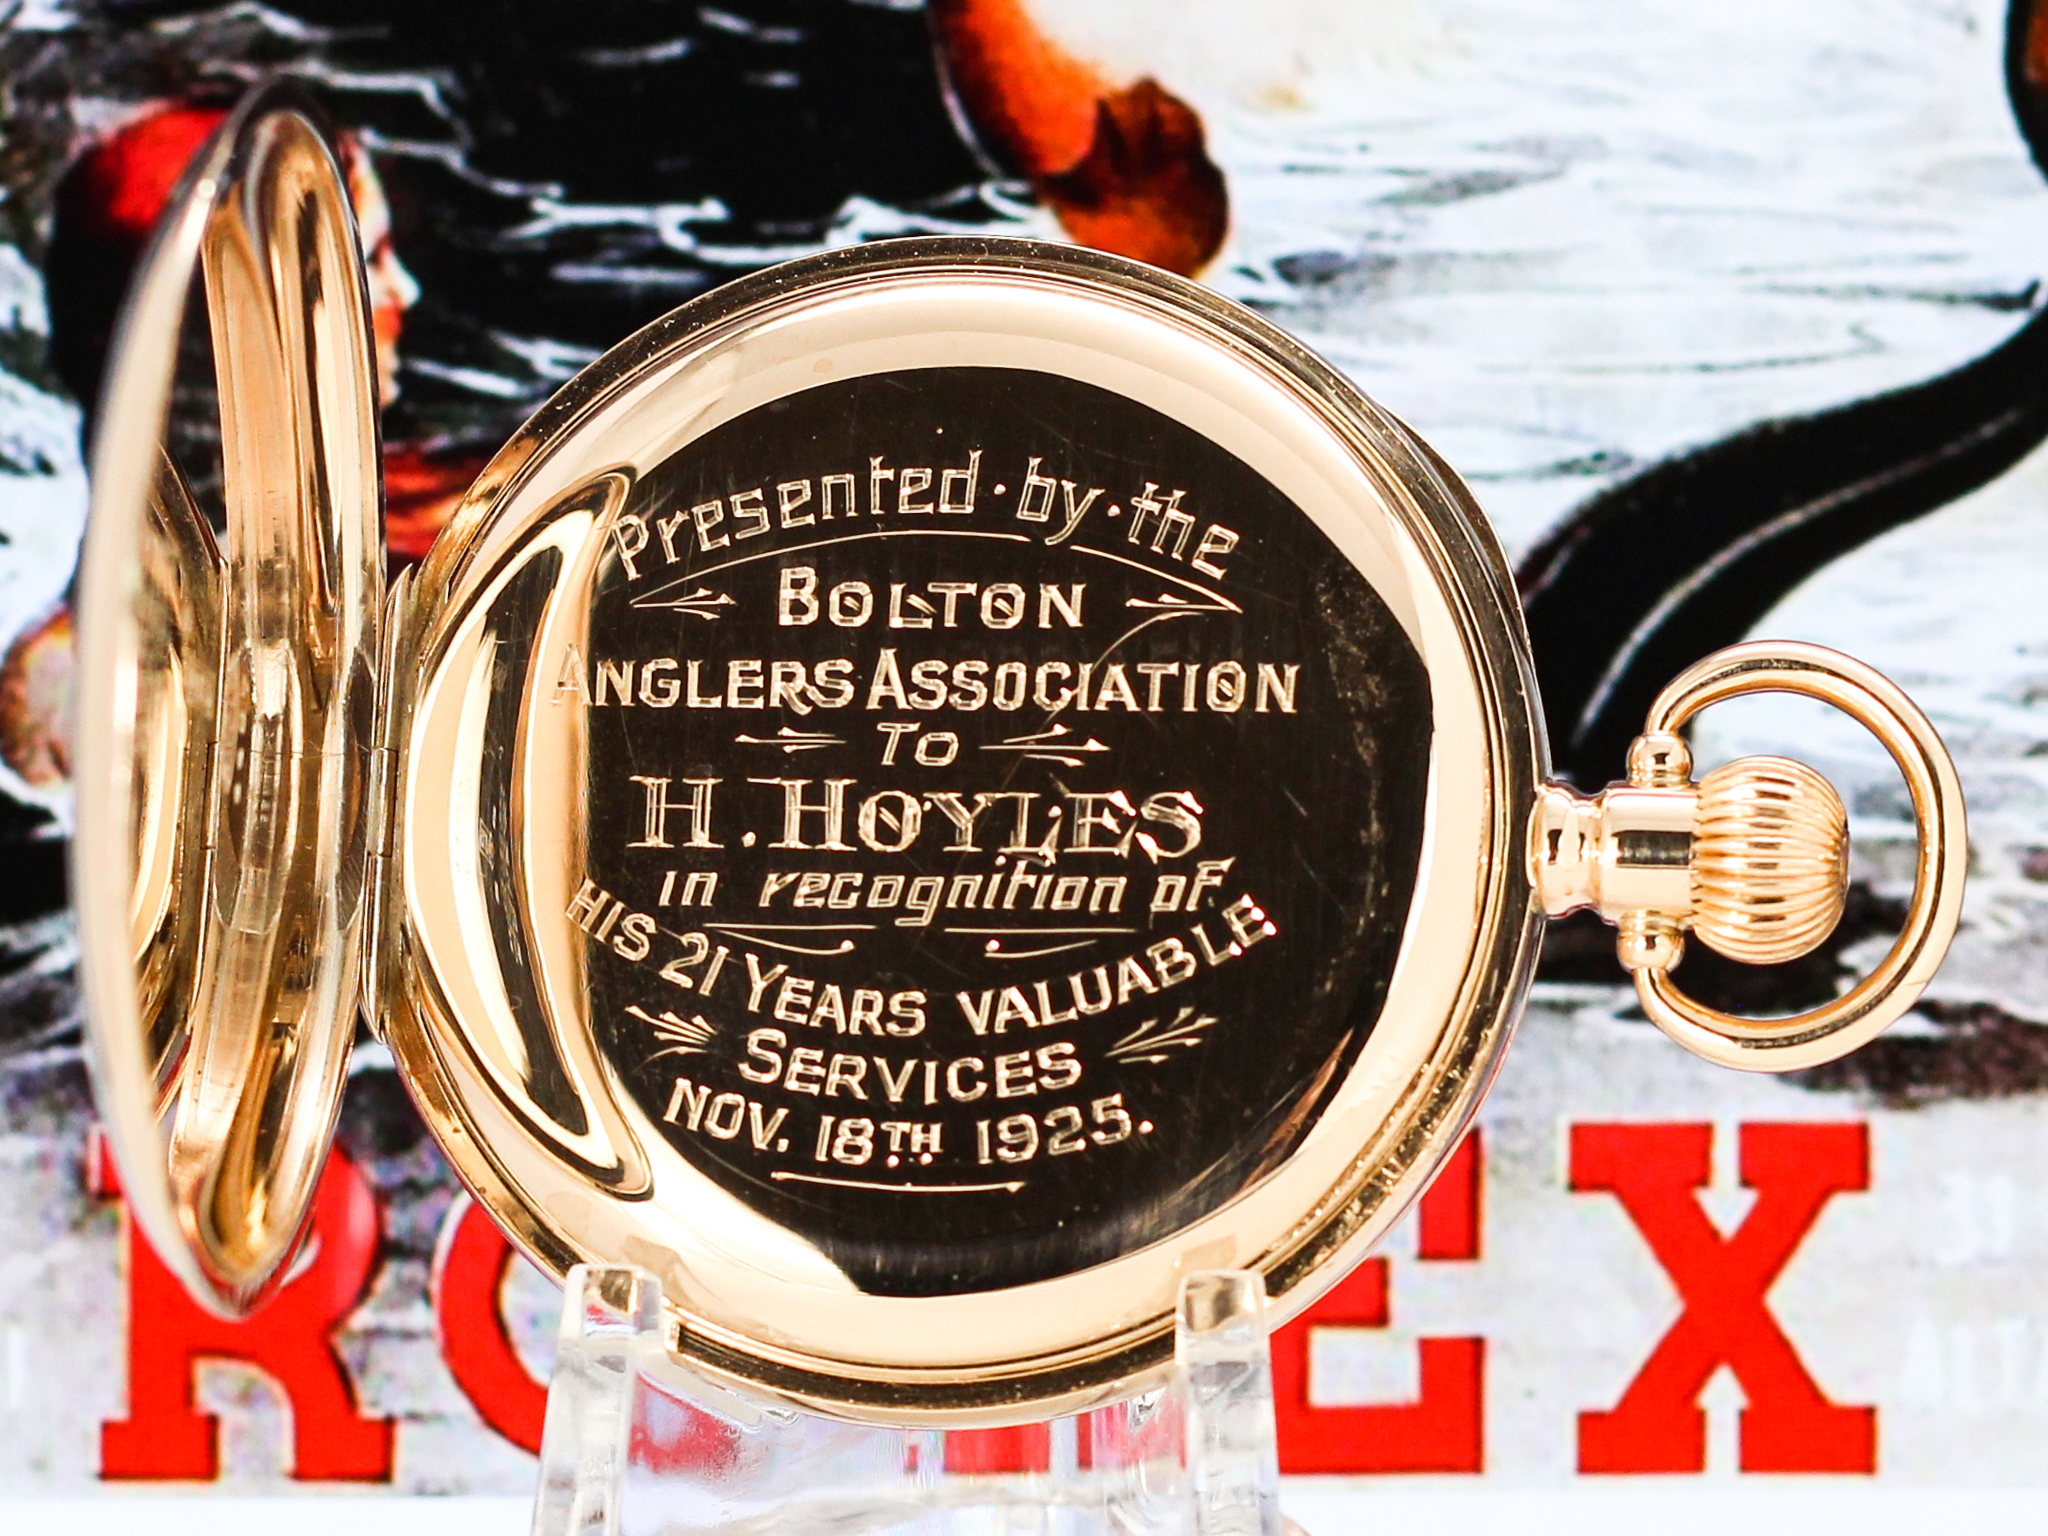 Presented·by·the
BOLTON
ANGLERS ASSOCIATION
TO
H. HOYLES
in recognition of
HIS 21 YEARS VALUABLE
SERVICES
NOV. 18TH 1925.
ROLEX